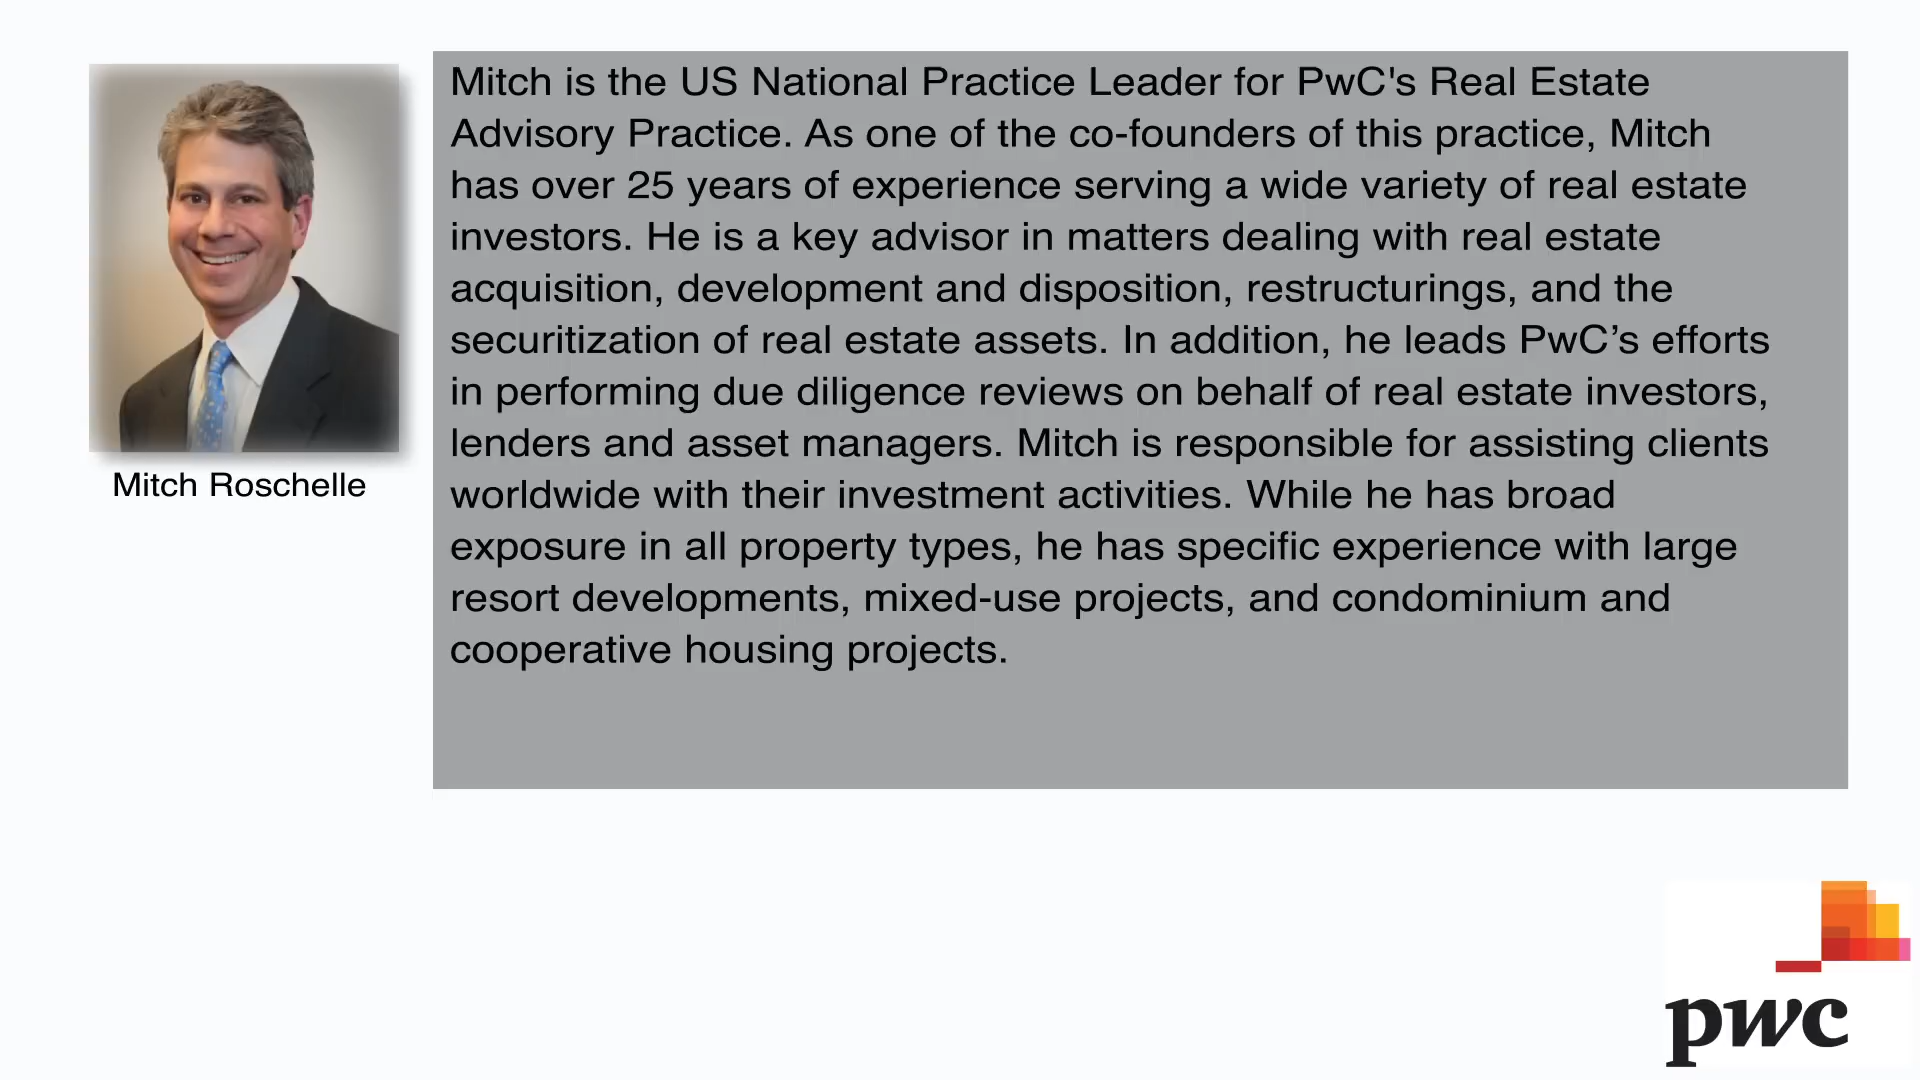 Mitch is the US National Practice Leader for PwC's Real Estate
Advisory Practice. As one of the co-founders of this practice, Mitch
has over 25 years of experience serving a wide variety of real estate
investors. He is a key advisor in matters dealing with real estate
acquisition, development and disposition, restructurings, and the
securitization of real estate assets. In addition, he leads PwC’s efforts
in performing due diligence reviews on behalf of real estate investors,
lenders and asset managers. Mitch is responsible for assisting clients
worldwide with their investment activities. While he has broad
exposure in all property types, he has specific experience with large
resort developments, mixed-use projects, and condominium and
cooperative housing projects.
Mitch Roschelle
pwc